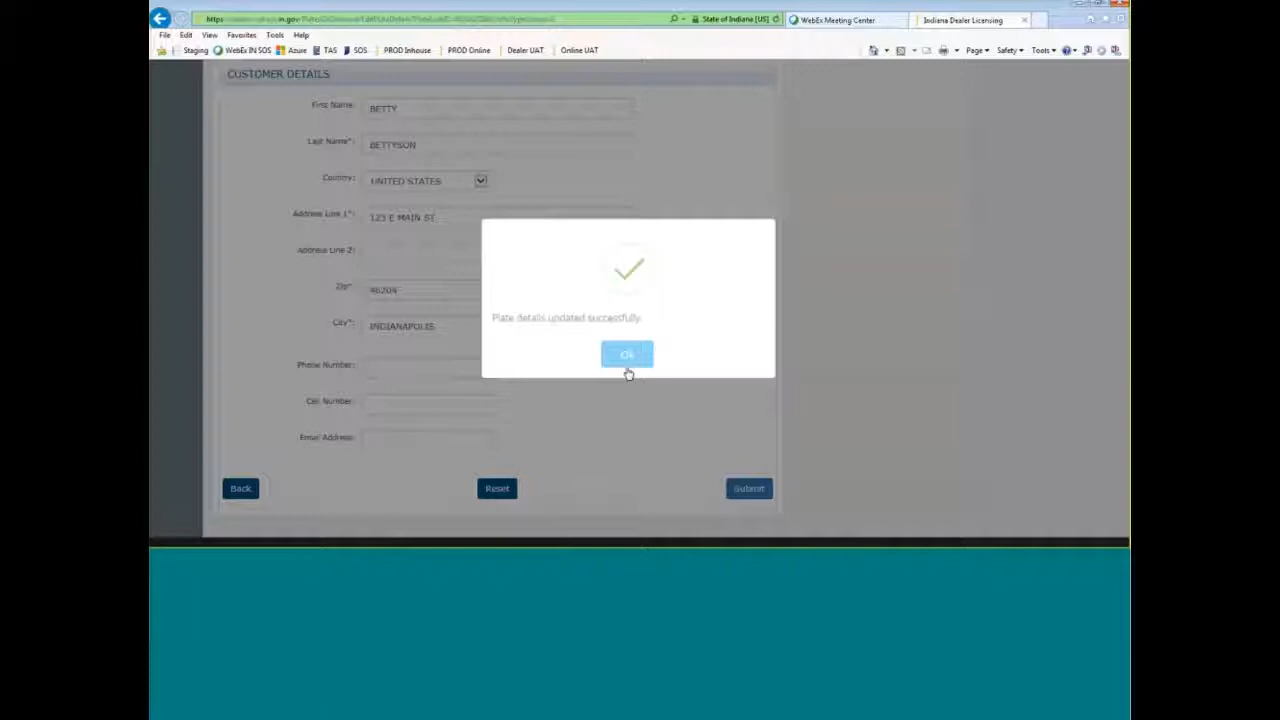 https:
in.gov
State of Indiana [US]
WebEx Meeting Center
Indiana Dealer Licensing
File Edit View Favorites Tools Help
Staging WebEx IN SOS Azure TAS SOS PROD Inhouse PROD Online Dealer UAT Online UAT
Page Safety Tools
CUSTOMER DETAILS
First Name: BETTY
Last Name*: BETTYSON
Country: UNITED STATES
Address Line 1*: 123 E MAIN ST
Address Line 2:
Zip* 46204
City*: INDIANAPOLIS
Phone Number:
Cell Number:
Email Address:
Plate details updated successfully.
Ok
Back Reset Submit